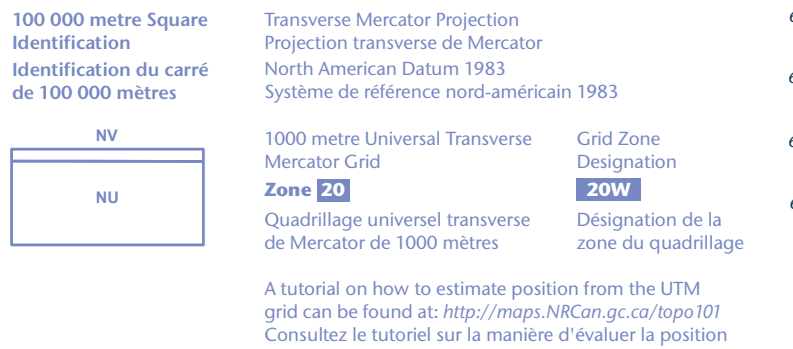 100 000 metre Square
Identification
Identification du carré
de 100 000 mètres
NV
NU
Transverse Mercator Projection
Projection transverse de Mercator
North American Datum 1983
Système de référence nord-américain 1983
1000 metre Universal Transverse
Mercator Grid
Zone 20
Quadrillage universel transverse
de Mercator de 1000 mètres
Grid Zone
Designation
20W
Désignation de la
zone du quadrillage
A tutorial on how to estimate position from the UTM
grid can be found at: http://maps.NRCan.gc.ca/topo101
Consultez le tutoriel sur la manière d'évaluer la position